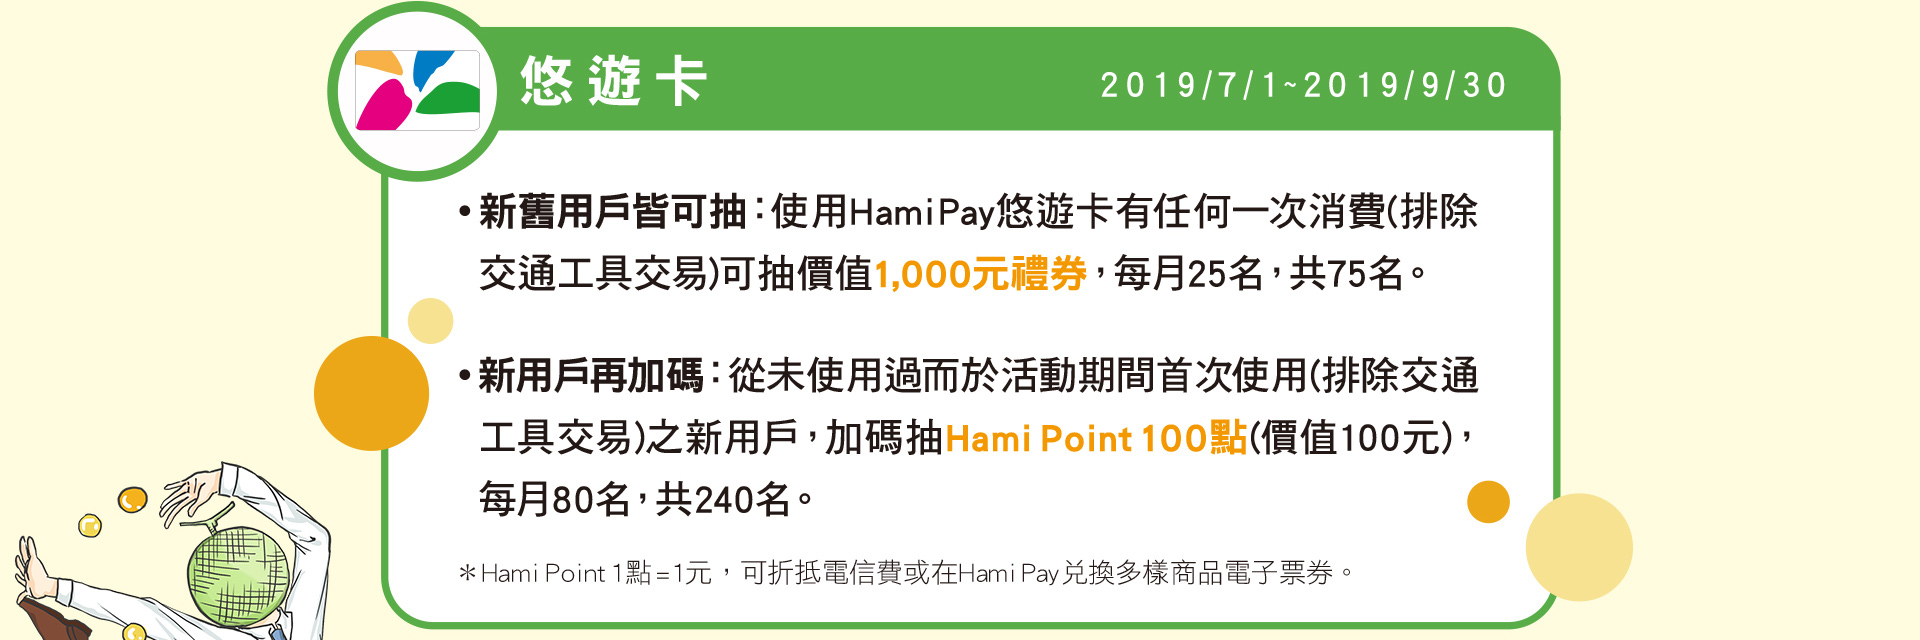 悠遊卡
2019/7/1~2019/9/30
•新舊用戶皆可抽：使用HamiPay悠遊卡有任何一次消費(排除
交通工具交易)可抽價值1,000元禮券，每月25名，共75名。
•新用戶再加碼：從未使用過而於活動期間首次使用(排除交通
工具交易)之新用戶，加碼抽Hami Point 100點(價值100元)，
每月80名，共240名。
＊Hami Point 1點=1元，可折抵電信費或在Hami Pay兌換多樣商品電子票券。